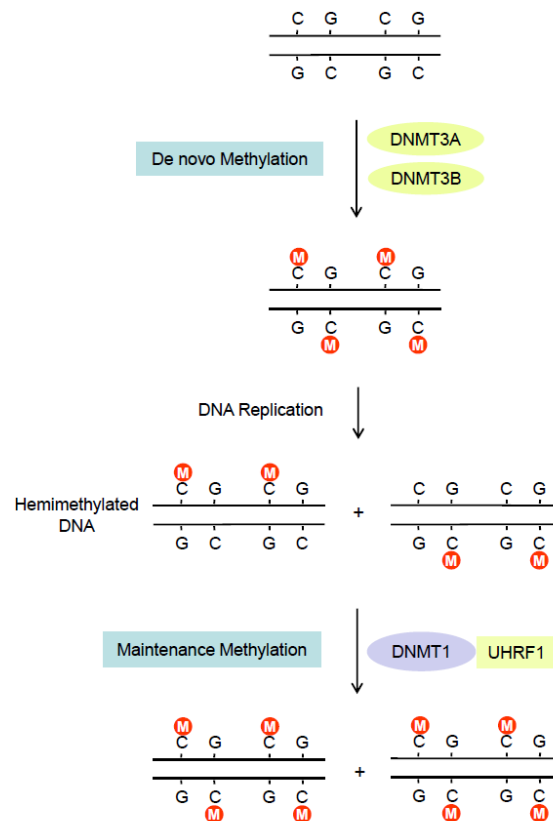 C G C G
G C G C
De novo Methylation
DNMT3A
DNMT3B
M M
C G C G
G C G C
M M
DNA Replication
M M
C G C G C G C G
Hemimethylated
DNA
+
G C G C G C G C
M M
Maintenance Methylation
DNMT1
UHRF1
M M M M
C G C G C G C G
+
G C G C G C G C
M M M M